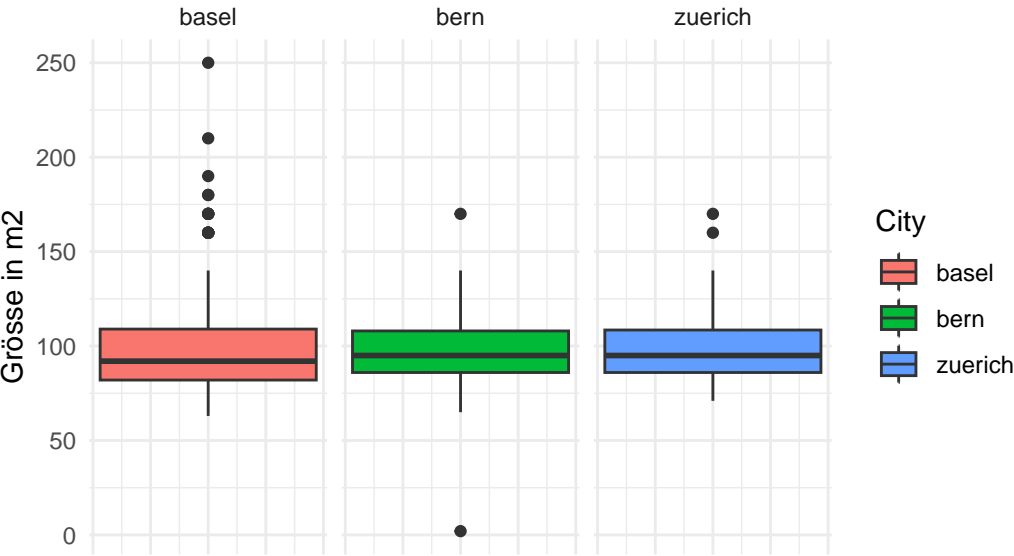 basel
bern
zuerich
Grösse in m2
250
200
150
100
50
0
City
basel
bern
zuerich